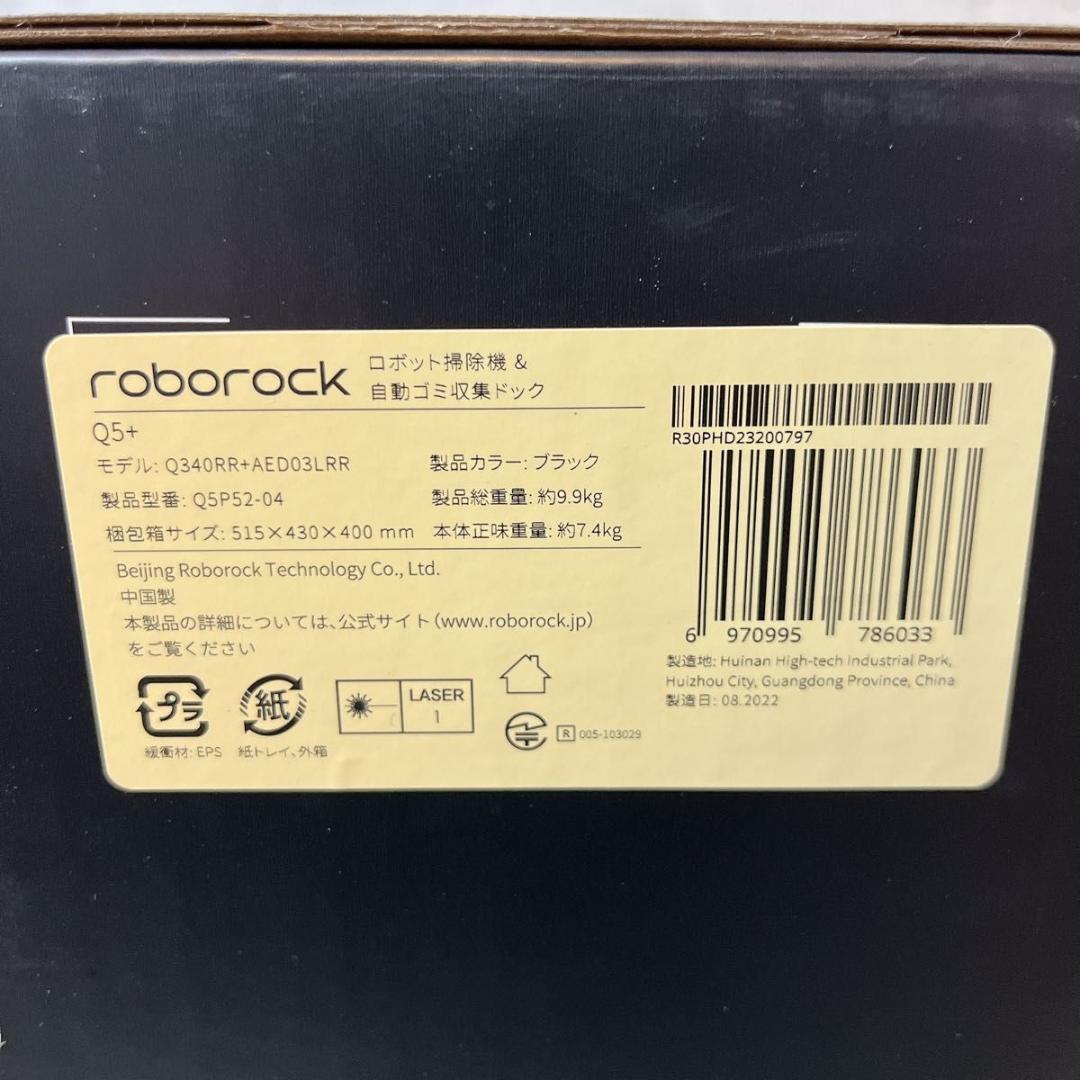 roborock
ロボット掃除機 &
自動ゴミ収集ドック
Q5+
モデル: Q340RR+AED03LRR
製品カラー: ブラック
製品型番: Q5P52-04
製品総重量: 約9.9kg
梱包箱サイズ: 515×430×400 mm
本体正味重量: 約7.4kg
Beijing Roborock Technology Co., Ltd.
中国製
本製品の詳細については、公式サイト（www.roborock.jp）
をご覧ください
プラ
緩衝材: EPS
紙
紙トレイ、外箱
LASER
1
R 005-103029
R30PHD23200797
6 970995 786033
製造地: Huinan High-tech Industrial Park,
Huizhou City, Guangdong Province, China
製造日: 08.2022